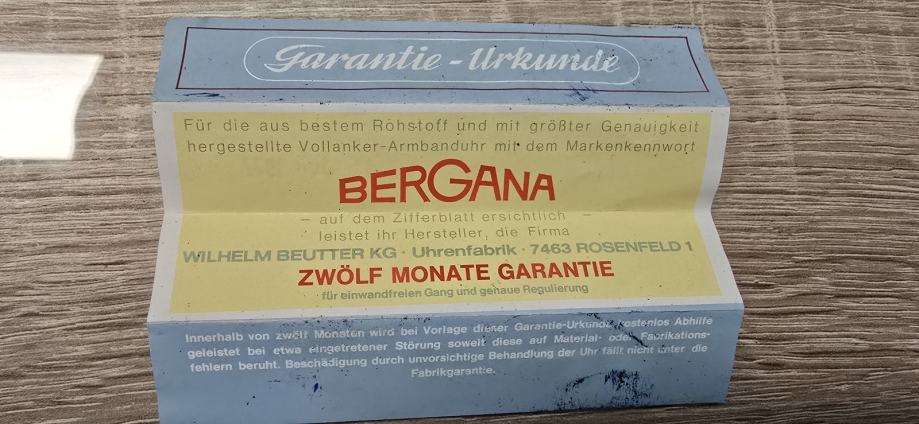 Garantie-Urkunde
Für die aus bestem Rohstoff und mit größter Genauigkeit
hergestellte Vollanker-Armbanduhr mit dem Markenkennwort
BERGANA
– auf dem Zifferblatt ersichtlich –
leistet ihr Hersteller, die Firma
WILHELM BEUTTER KG · Uhrenfabrik · 7463 ROSENFELD 1
ZWÖLF MONATE GARANTIE
für einwandfreien Gang und genaue Regulierung
Innerhalb von zwölf Monaten wird bei Vorlage dieser Garantie-Urkunde kostenlos Abhilfe
geleistet bei etwa eingetretener Störung soweit diese auf Material- oder Fabrikations-
fehlern beruht. Beschädigung durch unvorsichtige Behandlung der Uhr fällt nicht unter die
Fabrikgarantie.